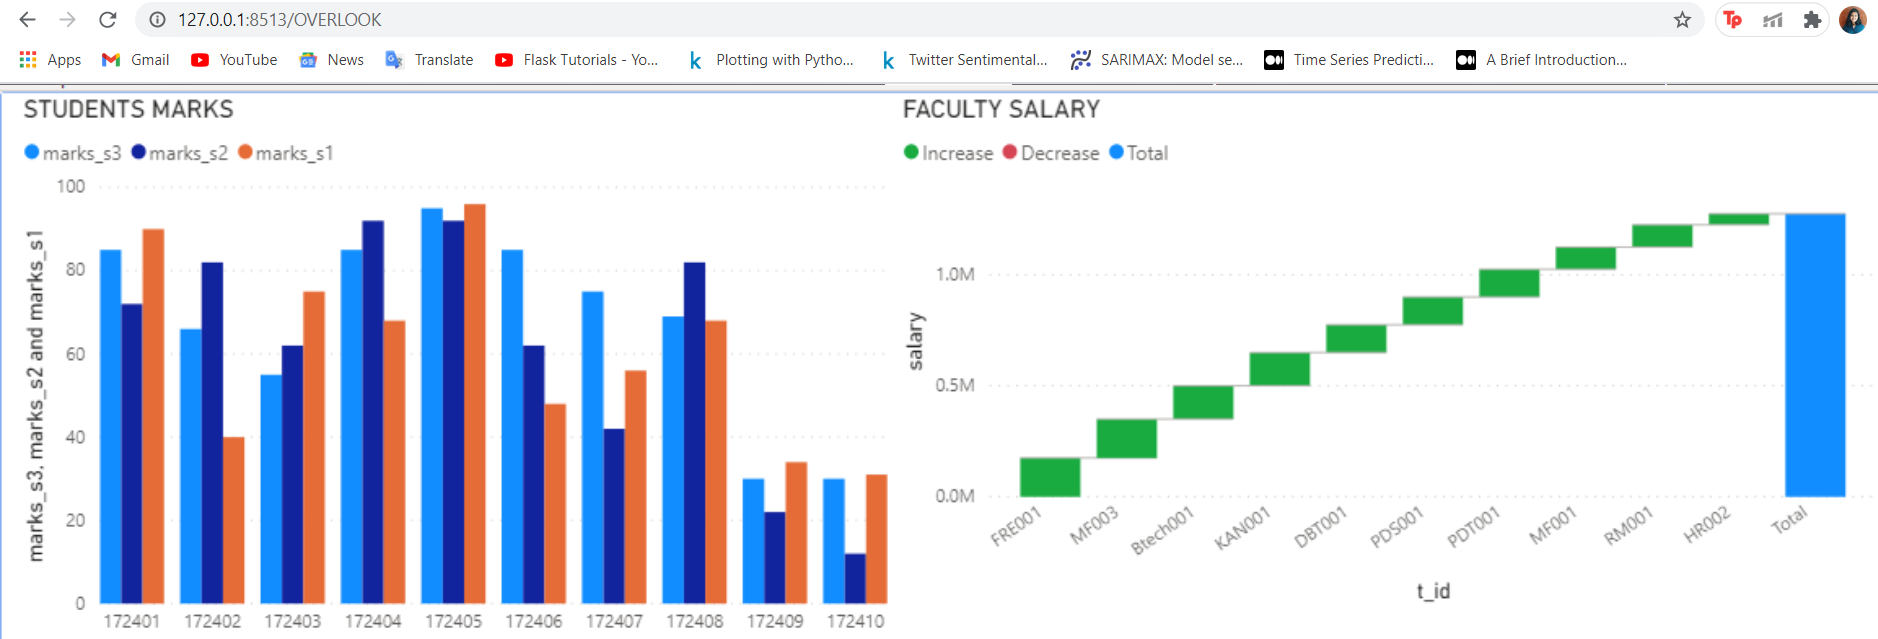 127.0.0.1:8513/OVERLOOK
Apps Gmail YouTube News Translate Flask Tutorials - Yo... Plotting with Pytho... Twitter Sentimental... SARIMAX: Model se... Time Series Predicti... A Brief Introduction...
STUDENTS MARKS
marks_s3 marks_s2 marks_s1
marks_s3, marks_s2 and marks_s1
100
80
60
40
20
0
172401 172402 172403 172404 172405 172406 172407 172408 172409 172410
FACULTY SALARY
Increase Decrease Total
salary
1.0M
0.5M
0.0M
FRE001 MF003 Btech001 KAN001 DBT001 PDS001 PDT001 MF001 RM001 HR002 Total
t_id